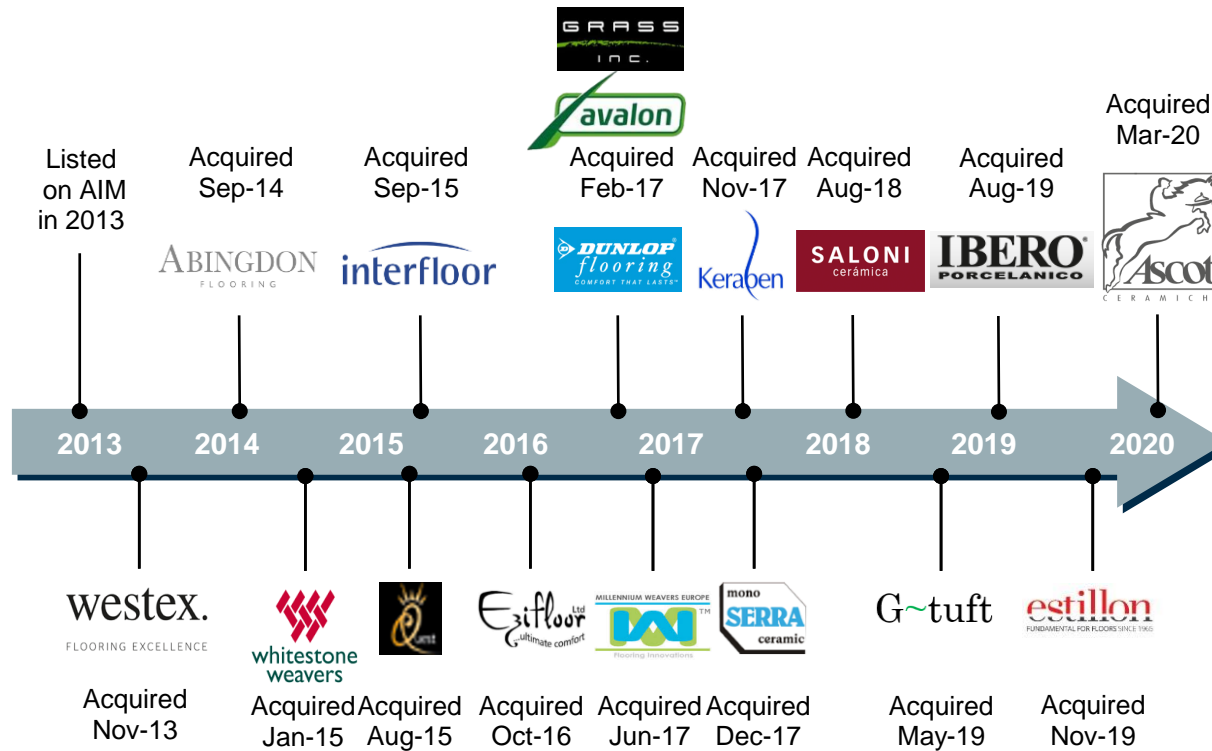 GRASS
inc.
avalon
Listed
on AIM
in 2013
Acquired
Sep-14
ABINGDON
FLOORING
Acquired
Sep-15
interfloor
Acquired
Feb-17
DUNLOP®
flooring
COMFORT THAT LASTS™
Acquired
Nov-17
Keraben
Acquired
Aug-18
SALONI
cerámica
Acquired
Aug-19
IBERO®
PORCELANICO
Acquired
Mar-20
Ascot
CERAMICH
2013 2014 2015 2016 2017 2018 2019 2020
westex.
FLOORING EXCELLENCE
Acquired
Nov-13
whitestone
weavers
Acquired
Jan-15
Quest
Acquired
Aug-15
Ezifloor Ltd
ultimate comfort
Acquired
Oct-16
MILLENNIUM WEAVERS EUROPE
TM
Flooring Innovations
Acquired
Jun-17
mono
SERRA
ceramic
Acquired
Dec-17
G~tuft
Acquired
May-19
estillon
FUNDAMENTAL FOR FLOORS SINCE 1965
Acquired
Nov-19